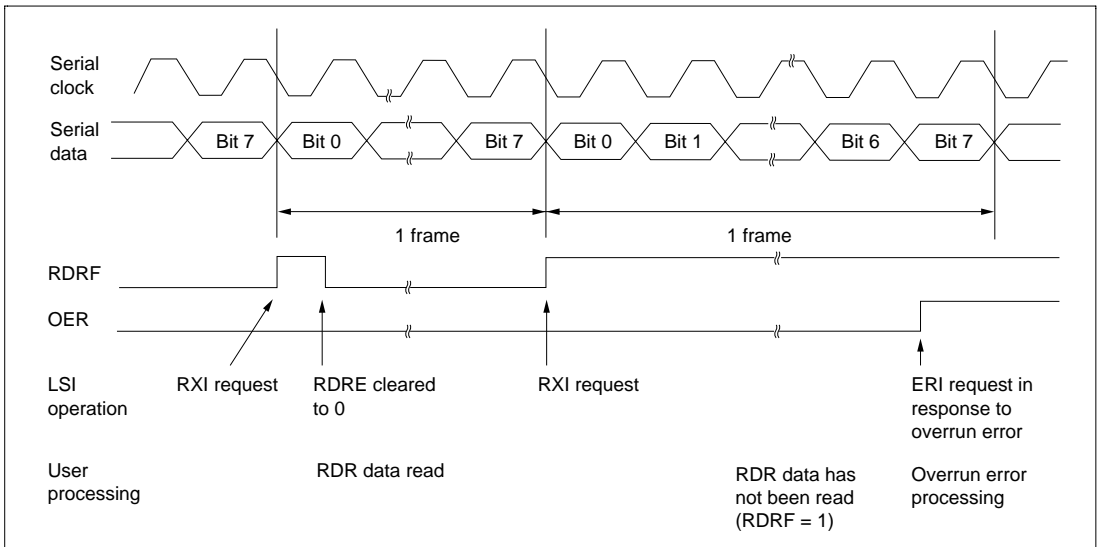 Serial
clock
Serial
data
Bit 7
Bit 0
Bit 7
Bit 0
Bit 1
Bit 6
Bit 7
1 frame
1 frame
RDRF
OER
LSI
operation
RXI request
RDRE cleared
to 0
RXI request
ERI request in
response to
overrun error
User
processing
RDR data read
RDR data has
not been read
(RDRF = 1)
Overrun error
processing